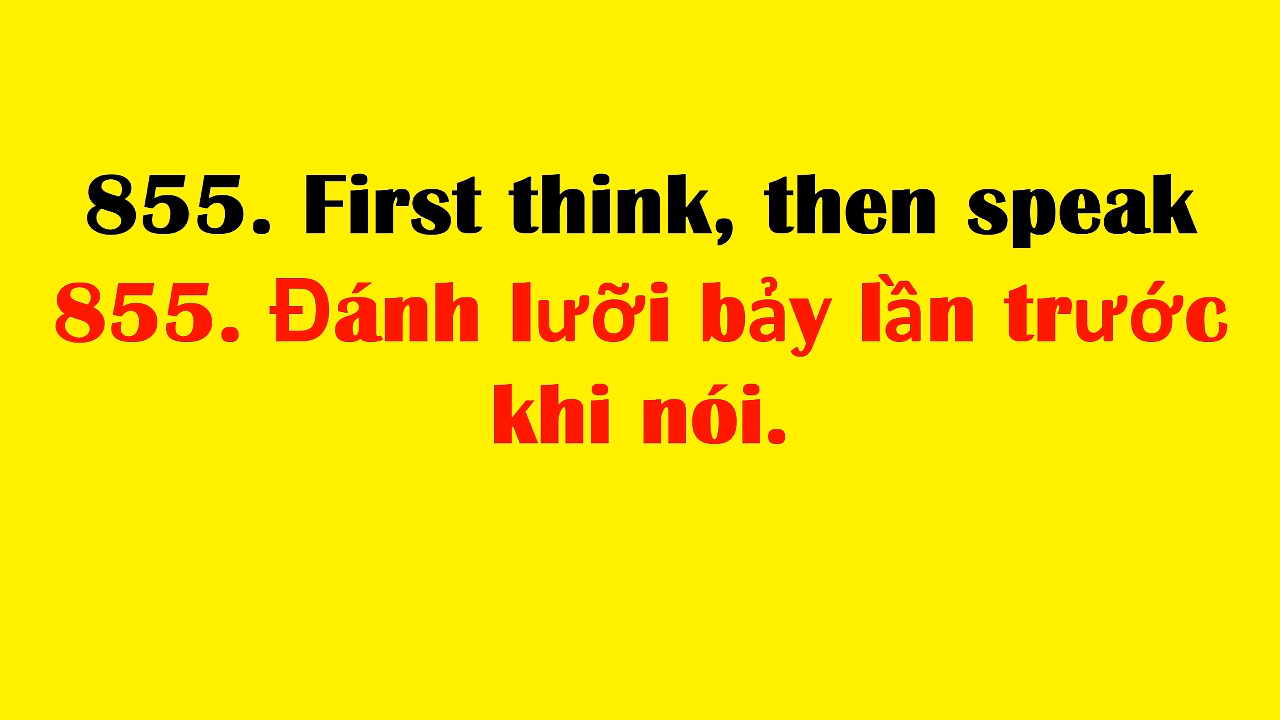 855. First think, then speak
855. Đánh lưỡi bảy lần trước
khi nói.